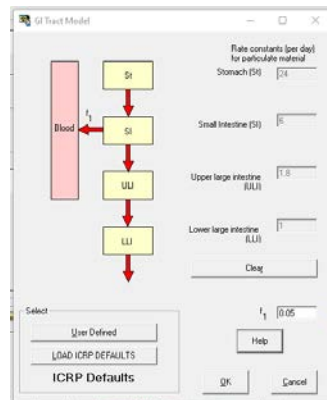 GI Tract Model
Rate constants (per day)
for particulate material
St
Stomach (St)
24
f1
Blood
SI
Small Intestine (SI)
6
ULI
Upper large intestine
(ULI)
1.8
LLI
Lower large intestine
(LLI)
1
Clear
Select
User Defined
LOAD ICRP DEFAULTS
ICRP Defaults
f1
0.05
Help
OK
Cancel